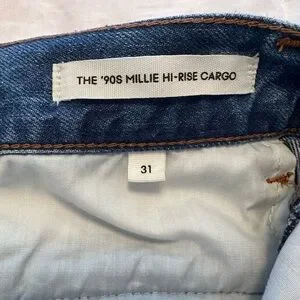 THE '90S MILLIE HI-RISE CARGO
31